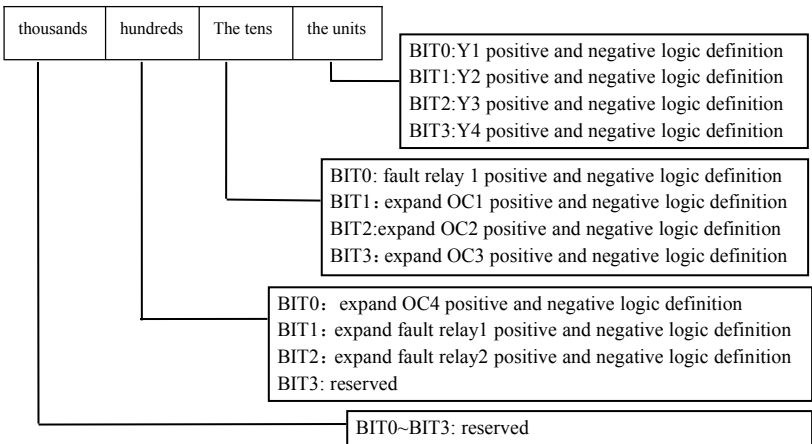 thousands hundreds The tens the units
BIT0:Y1 positive and negative logic definition
BIT1:Y2 positive and negative logic definition
BIT2:Y3 positive and negative logic definition
BIT3:Y4 positive and negative logic definition
BIT0: fault relay 1 positive and negative logic definition
BIT1：expand OC1 positive and negative logic definition
BIT2:expand OC2 positive and negative logic definition
BIT3：expand OC3 positive and negative logic definition
BIT0：expand OC4 positive and negative logic definition
BIT1：expand fault relay1 positive and negative logic definition
BIT2：expand fault relay2 positive and negative logic definition
BIT3: reserved
BIT0~BIT3: reserved